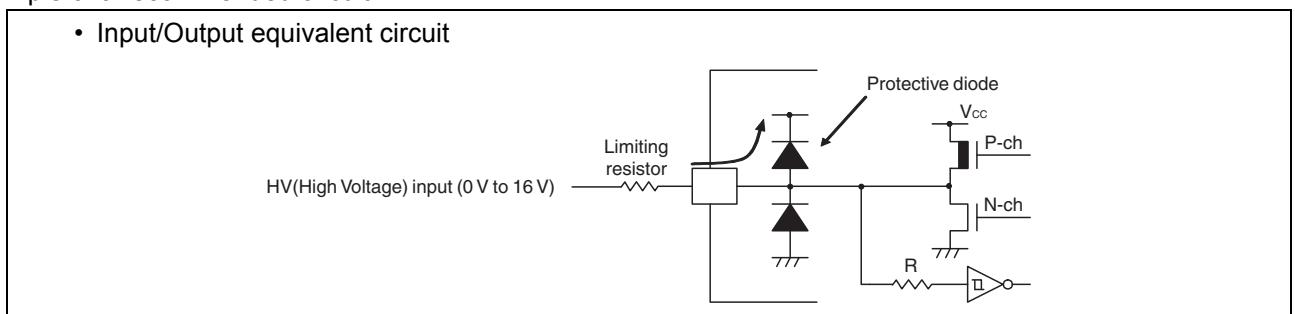 • Input/Output equivalent circuit
Protective diode
Vcc
P-ch
Limiting
resistor
HV(High Voltage) input (0 V to 16 V)
N-ch
R